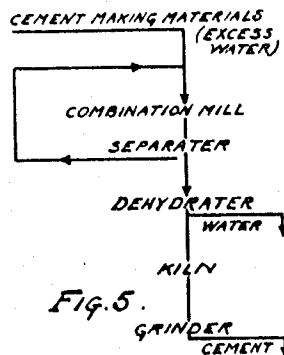 CEMENT MAKING MATERIALS
(EXCESS
WATER)
COMBINATION MILL
SEPARATER
DEHYDRATER
WATER
KILN
FIG. 5.
GRINDER
CEMENT